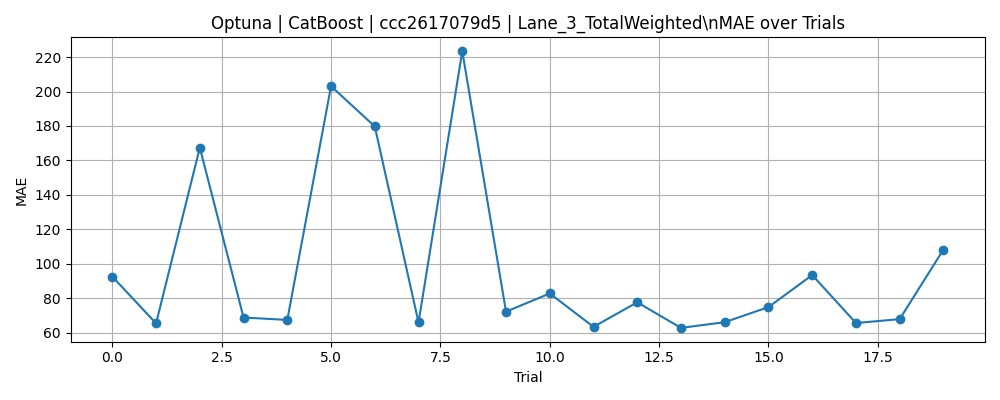 Optuna | CatBoost | ccc2617079d5 | Lane_3_TotalWeighted\nMAE over Trials
220
200
180
160
140
120
100
80
60
MAE
0.0 2.5 5.0 7.5 10.0 12.5 15.0 17.5
Trial